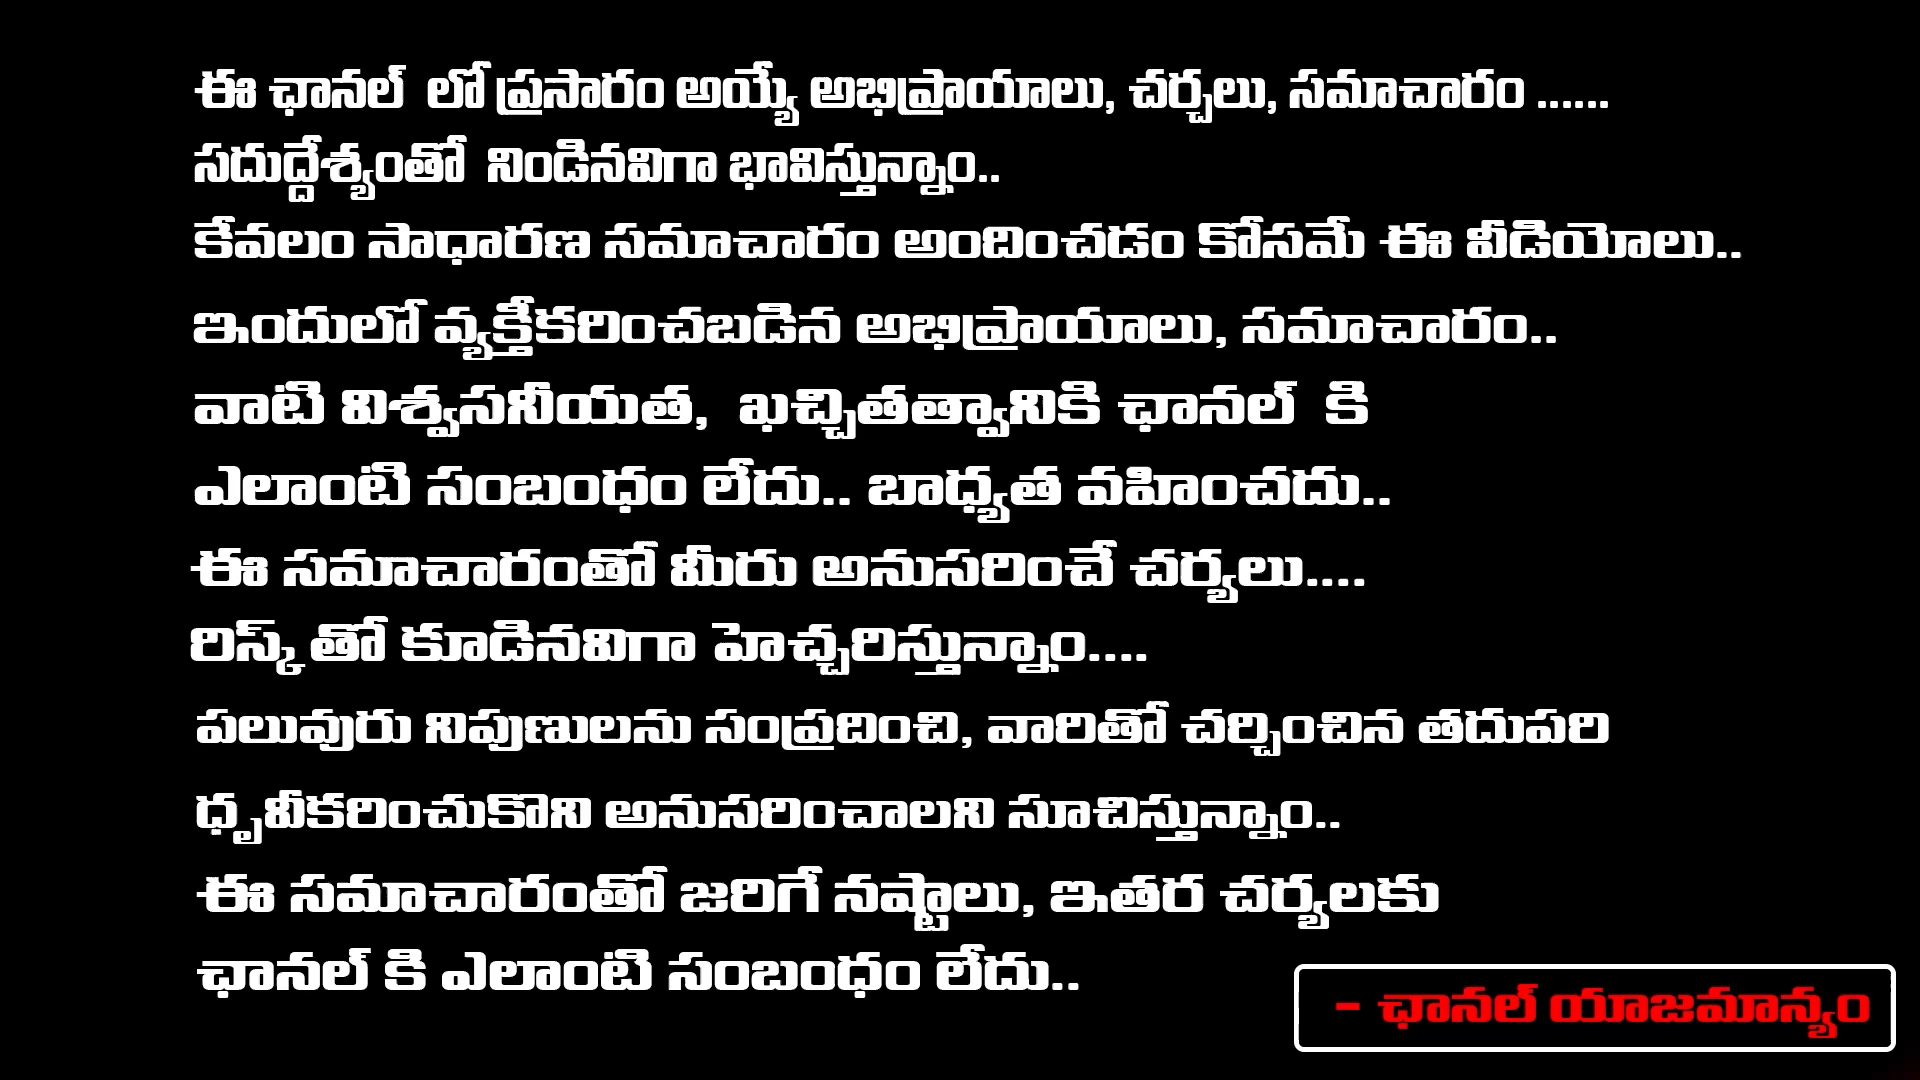 ఈ ఛానల్ లో ప్రసారం అయ్యే అభిప్రాయాలు, చర్చలు, సమాచారం ......
సదుద్దేశ్యంతో నిండినవిగా భావిస్తున్నాం..
కేవలం సాధారణ సమాచారం అందించడం కోసమే ఈ వీడియోలు..
ఇందులో వ్యక్తీకరించబడిన అభిప్రాయాలు, సమాచారం..
వాటి విశ్వసనీయత, ఖచ్చితత్వానికి ఛానల్ కి
ఎలాంటి సంబంధం లేదు.. బాధ్యత వహించదు..
ఈ సమాచారంతో మీరు అనుసరించే చర్యలు....
రిస్క్ తో కూడినవిగా హెచ్చరిస్తున్నాం....
పలువురు నిపుణులను సంప్రదించి, వారితో చర్చించిన తదుపరి
ధృవీకరించుకొని అనుసరించాలని సూచిస్తున్నాం..
ఈ సమాచారంతో జరిగే నష్టాలు, ఇతర చర్యలకు
ఛానల్ కి ఎలాంటి సంబంధం లేదు..
- ఛానల్ యాజమాన్యం